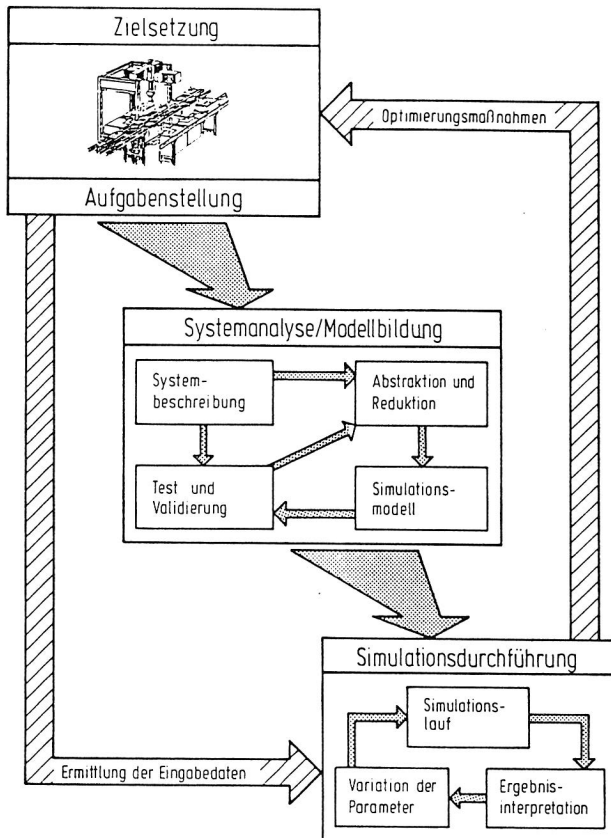 Zielsetzung
Optimierungsmaßnahmen
Aufgabenstellung
Systemanalyse/Modellbildung
System-
beschreibung
Abstraktion und
Reduktion
Test und
Validierung
Simulations-
modell
Simulationsdurchführung
Simulations-
lauf
Ermittlung der Eingabedaten
Variation der
Parameter
Ergebnis-
interpretation